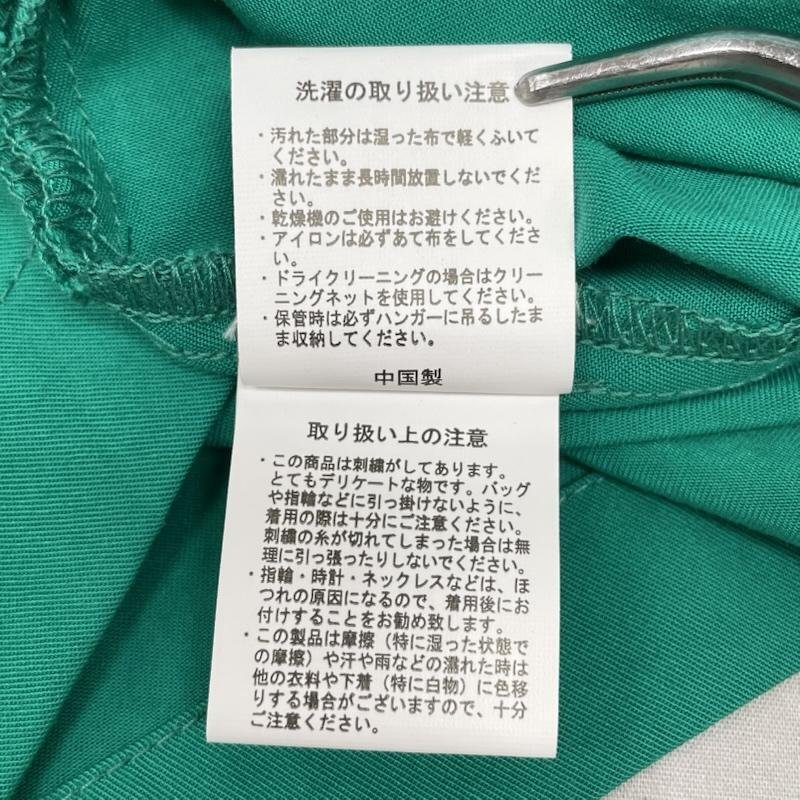 洗濯の取り扱い注意
・汚れた部分は湿った布で軽くふいて
ください。
・濡れたまま長時間放置しないでくだ
さい。
・乾燥機のご使用はお避けください。
・アイロンは必ずあて布をしてくださ
い。
・ドライクリーニングの場合はクリー
ニングネットを使用してください。
・保管時は必ずハンガーに吊るしたま
ま収納してください。
中国製
取り扱い上の注意
・この商品は刺繍がしてあります。
とてもデリケートな物です。バッグ
や指輪などに引っ掛けないように、
着用の際は十分にご注意ください。
刺繍の糸が切れてしまった場合は無
理に引っ張ったりしないでください。
・指輪・時計・ネックレスなどは、ほ
つれの原因になるので、着用後にお
付けすることをお勧め致します。
・この製品は摩擦（特に湿った状態で
の摩擦）や汗や雨などの濡れた時は
他の衣料や下着（特に白物）に色移
りする場合がございますので、十分
ご注意ください。